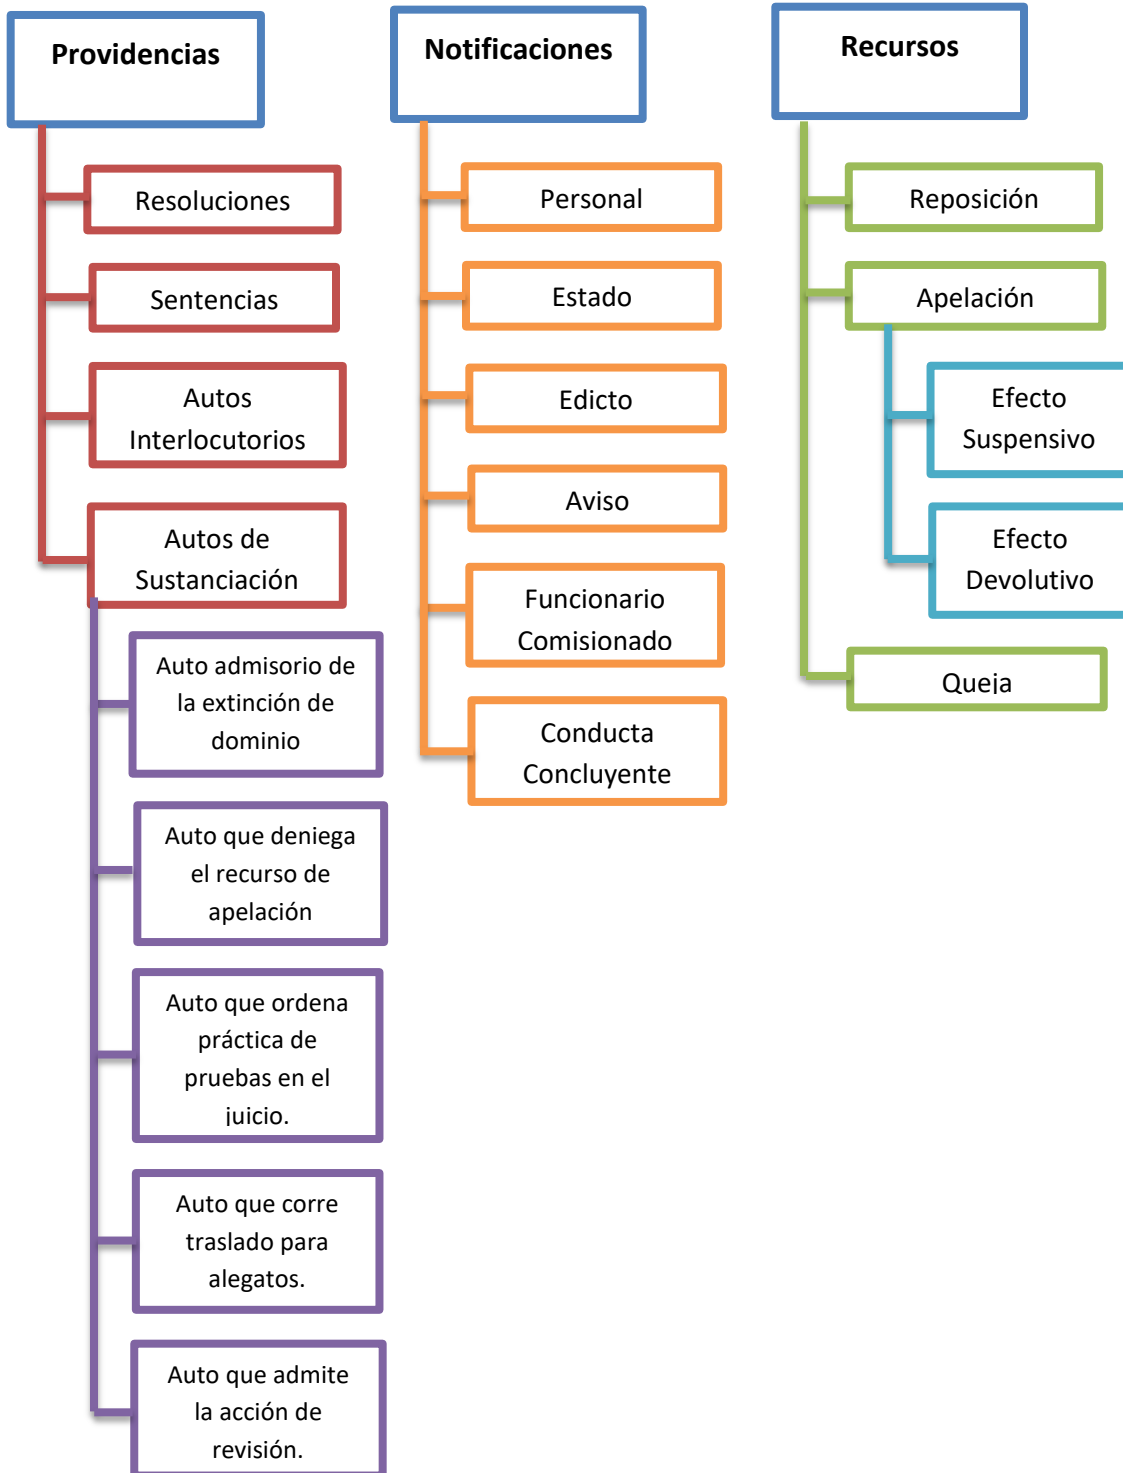 Providencias
Resoluciones
Sentencias
Autos
Interlocutorios
Autos de
Sustanciación
Auto admisorio de
la extinción de
dominio
Auto que deniega
el recurso de
apelación
Auto que ordena
práctica de
pruebas en el
juicio.
Auto que corre
traslado para
alegatos.
Auto que admite
la acción de
revisión.
Notificaciones
Personal
Estado
Edicto
Aviso
Funcionario
Comisionado
Conducta
Concluyente
Recursos
Reposición
Apelación
Efecto
Suspensivo
Efecto
Devolutivo
Queja